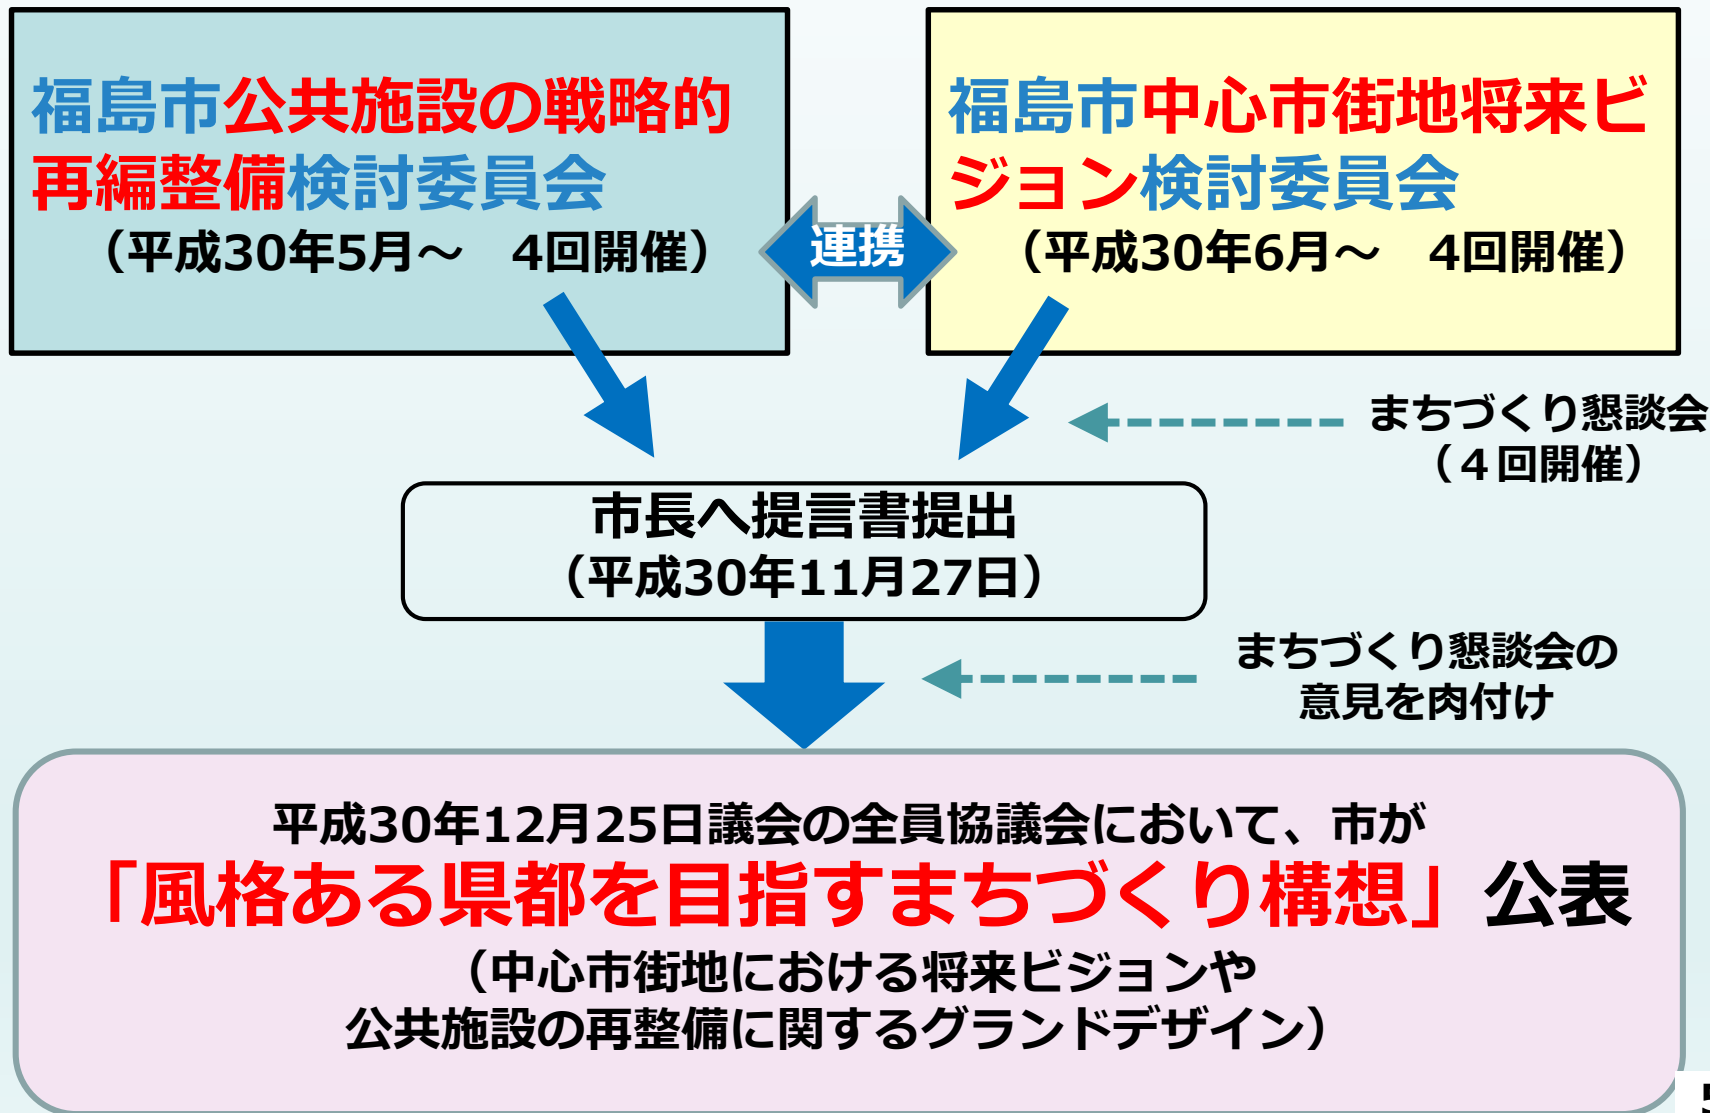 福島市公共施設の戦略的
再編整備検討委員会
（平成30年5月～　4回開催）
連携
福島市中心市街地将来ビ
ジョン検討委員会
（平成30年6月～　4回開催）
まちづくり懇談会
（４回開催）
市長へ提言書提出
（平成30年11月27日）
まちづくり懇談会の
意見を肉付け
平成30年12月25日議会の全員協議会において、市が
「風格ある県都を目指すまちづくり構想」公表
（中心市街地における将来ビジョンや
公共施設の再整備に関するグランドデザイン）